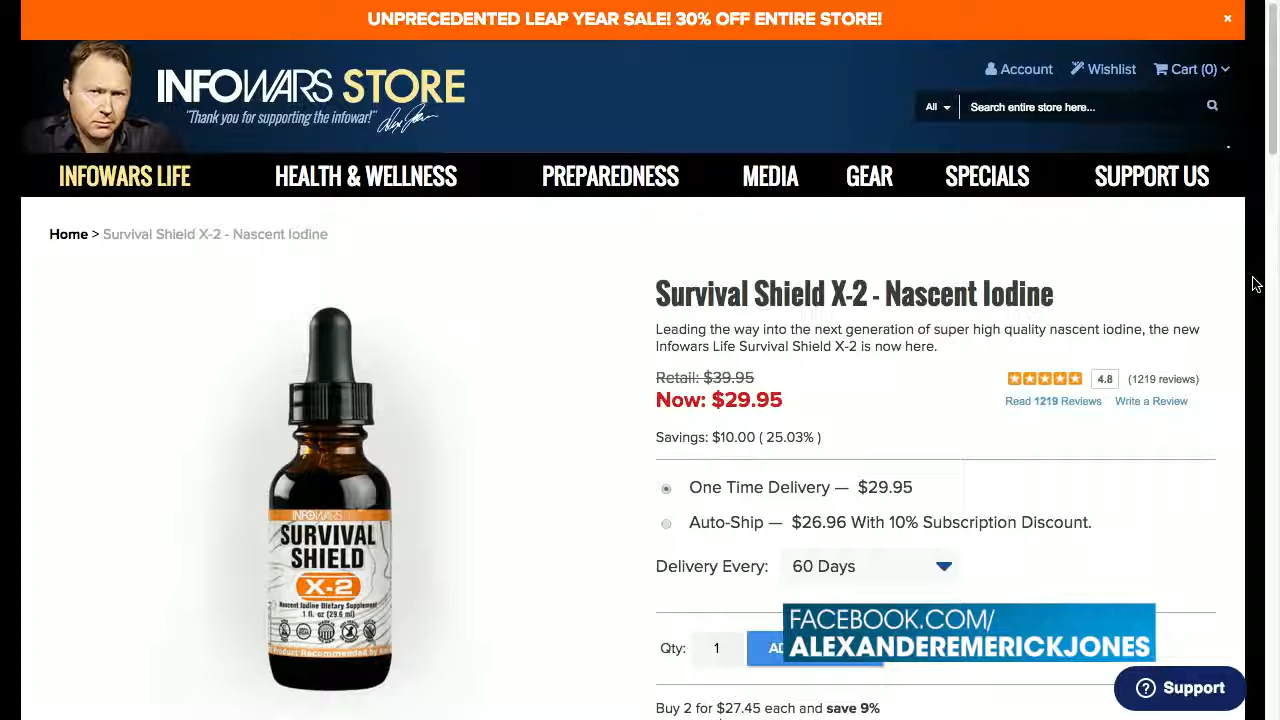 UNPRECEDENTED LEAP YEAR SALE! 30% OFF ENTIRE STORE!
INFOWARS STORE
"Thank you for supporting the infowar!"
Account
Wishlist
Cart (0)
All
Search entire store here...
INFOWARS LIFE
HEALTH & WELLNESS
PREPAREDNESS
MEDIA
GEAR
SPECIALS
SUPPORT US
Home > Survival Shield X-2 - Nascent Iodine
Survival Shield X-2 - Nascent Iodine
Leading the way into the next generation of super high quality nascent iodine, the new
Infowars Life Survival Shield X-2 is now here.
Retail: $39.95
Now: $29.95
4.8
(1219 reviews)
Read 1219 Reviews
Write a Review
Savings: $10.00 ( 25.03% )
One Time Delivery — $29.95
Auto-Ship — $26.96 With 10% Subscription Discount.
Delivery Every: 60 Days
Qty: 1
FACEBOOK.COM/
ALEXANDEREMERICKJONES
Support
Buy 2 for $27.45 each and save 9%
INFOWARS
SURVIVAL
SHIELD
X-2
Nascent Iodine Dietary Supplement
1 fl. oz (29.6 ml)
Product Recommended by